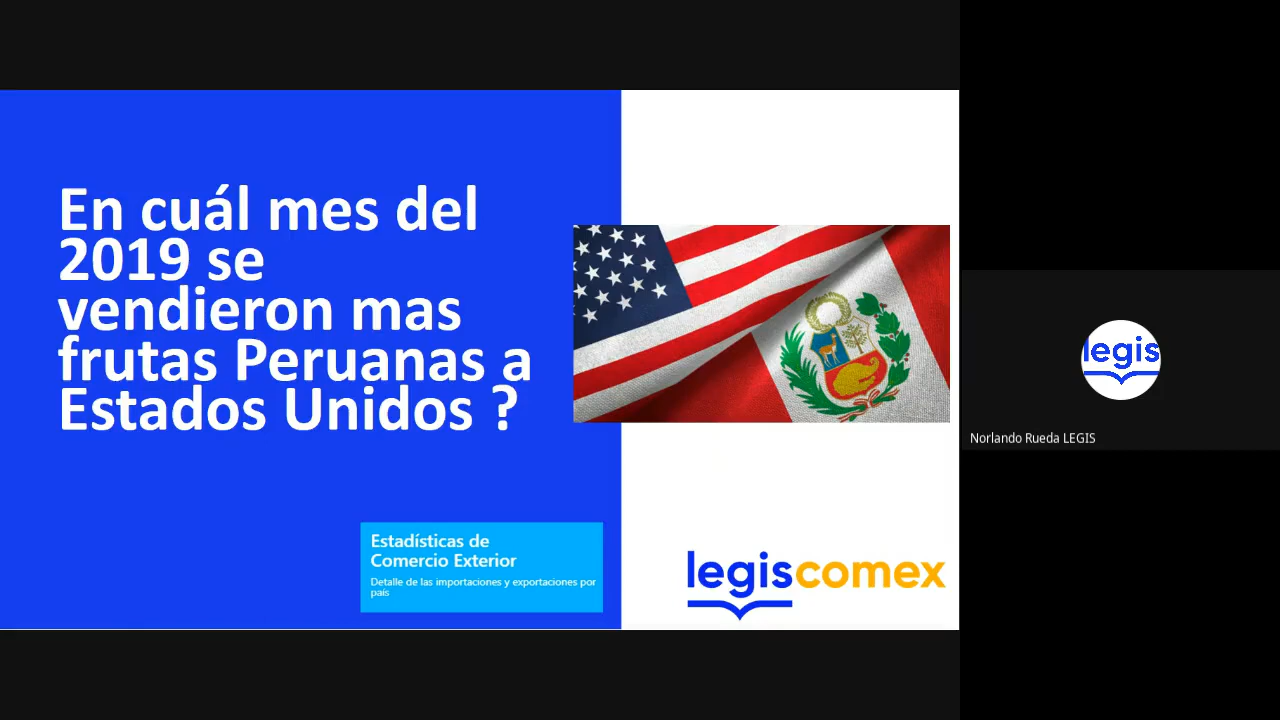 En cuál mes del
2019 se
vendieron mas
frutas Peruanas a
Estados Unidos ?
Estadísticas de
Comercio Exterior
Detalle de las importaciones y exportaciones por
país
legiscomex
legis
Norlando Rueda LEGIS